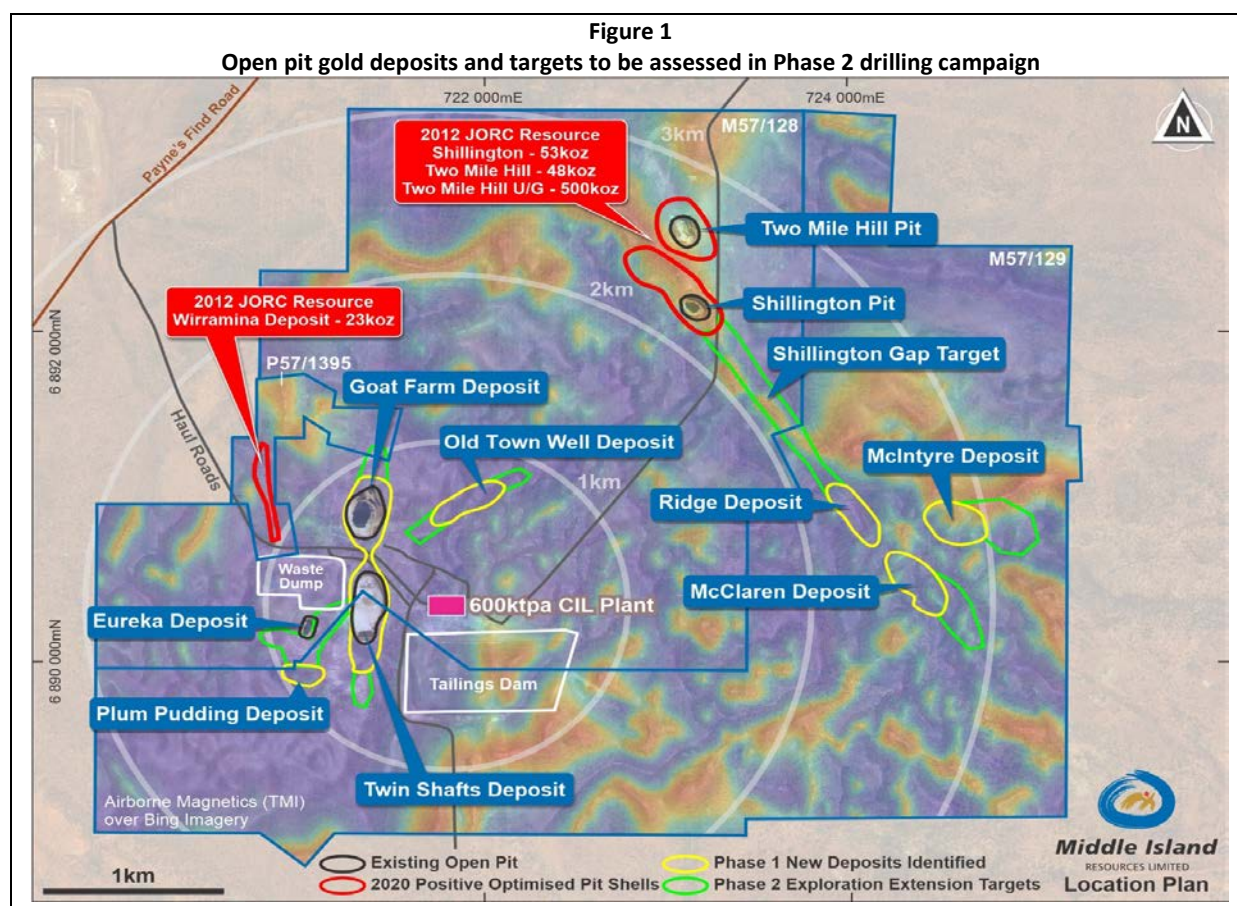 Figure 1
Open pit gold deposits and targets to be assessed in Phase 2 drilling campaign
722 000mE
724 000mE
Payne's Find Road
2012 JORC Resource
Shillington - 53koz
Two Mile Hill - 48koz
Two Mile Hill U/G - 500koz
3km
M57/128
N
Two Mile Hill Pit
M57/129
2km
2012 JORC Resource
Wirramina Deposit - 23koz
Shillington Pit
6 892 000mN
Shillington Gap Target
P57/1395
Goat Farm Deposit
Haul Roads
Old Town Well Deposit
McIntyre Deposit
1km
Ridge Deposit
Waste
Dump
McClaren Deposit
600ktpa CIL Plant
Eureka Deposit
6 890 000mN
Tailings Dam
Plum Pudding Deposit
Twin Shafts Deposit
Airborne Magnetics (TMI)
over Bing Imagery
Middle Island
RESOURCES LIMITED
Location Plan
1km
Existing Open Pit
2020 Positive Optimised Pit Shells
Phase 1 New Deposits Identified
Phase 2 Exploration Extension Targets